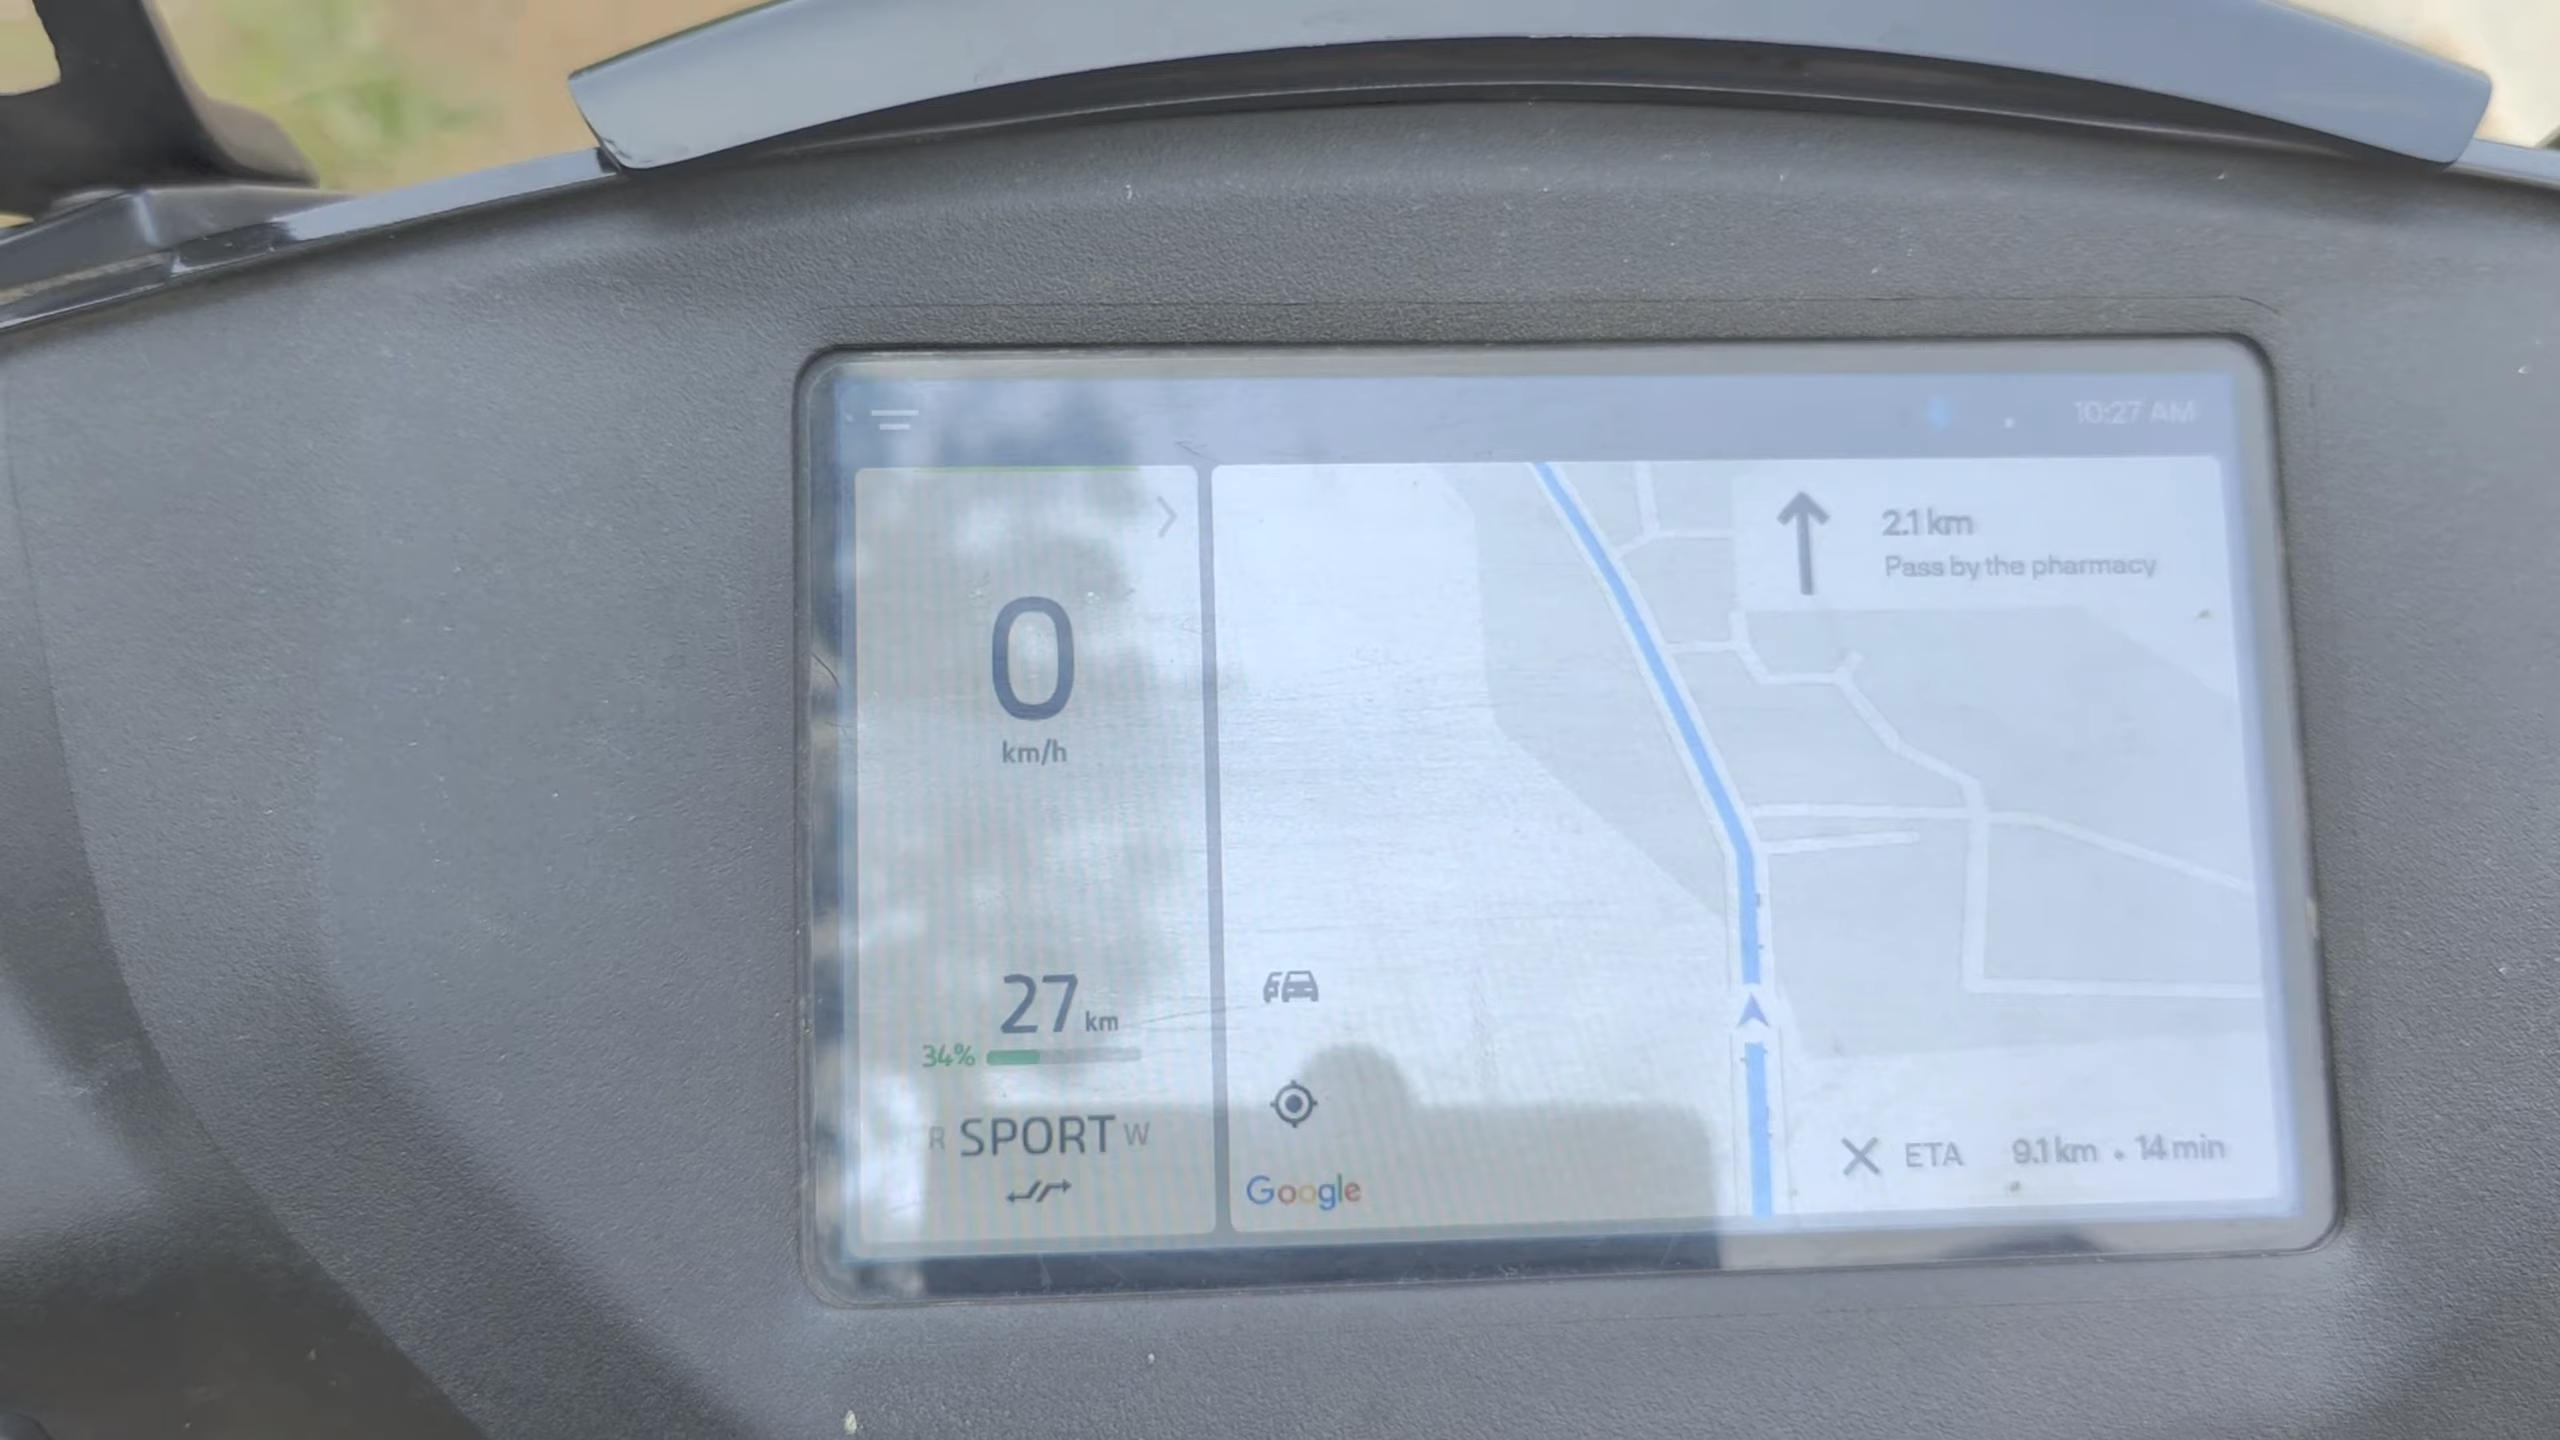 10:27 AM
0
km/h
27 km
34%
R SPORT W
2.1 km
Pass by the pharmacy
Google
ETA 9.1 km • 14 min